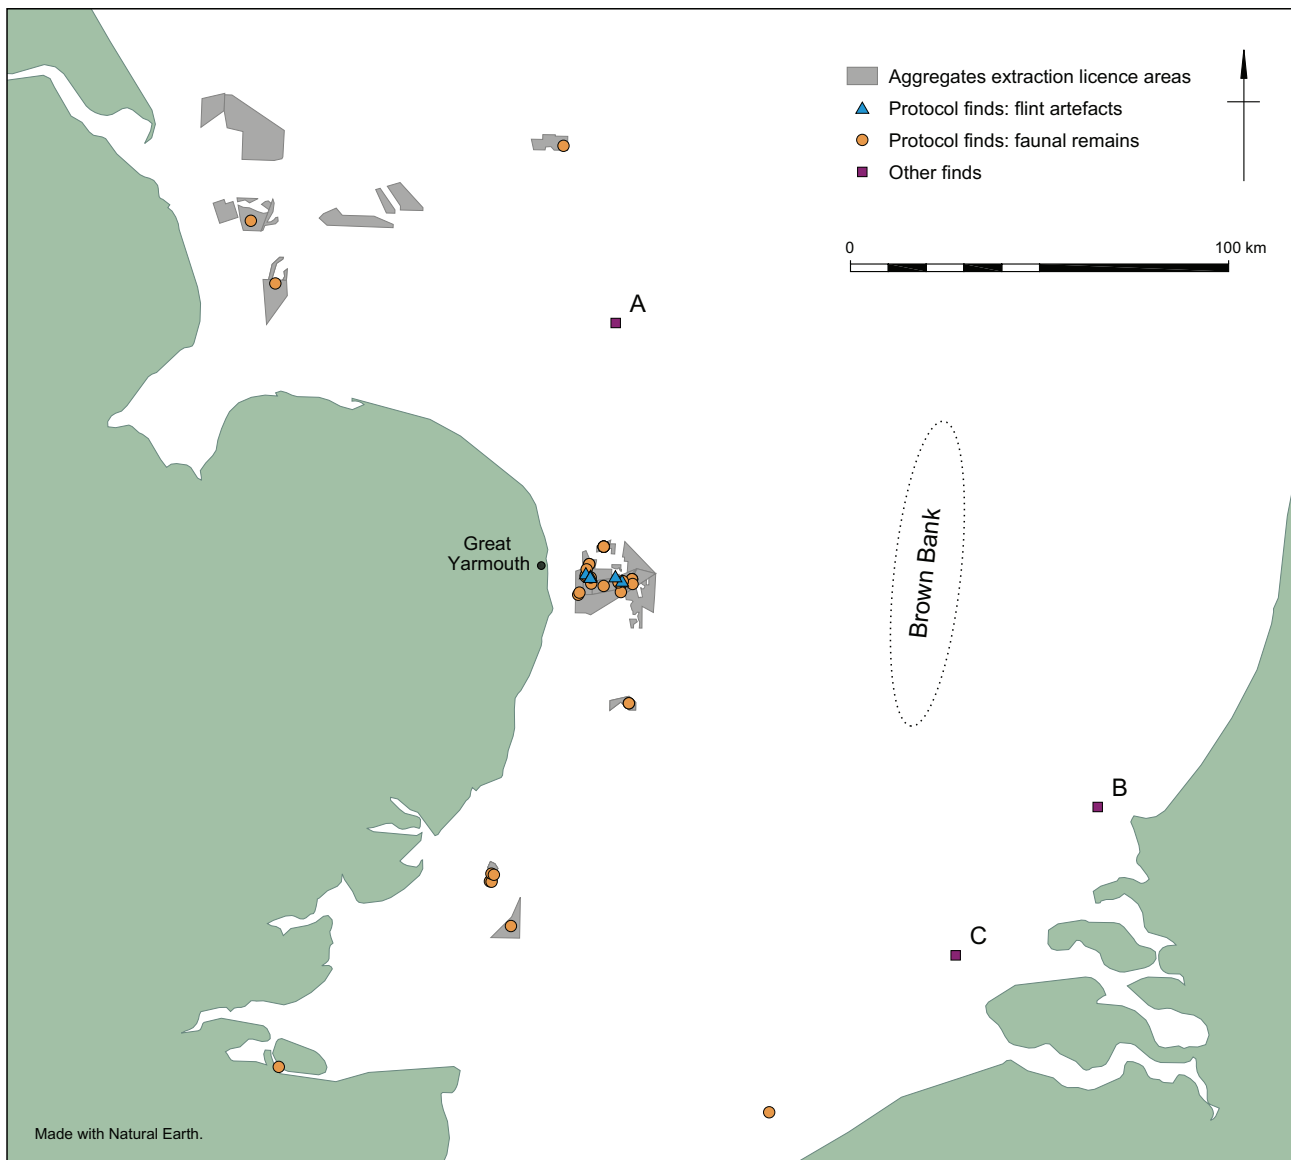 Aggregates extraction licence areas
Protocol finds: flint artefacts
Protocol finds: faunal remains
Other finds
0
100 km
A
Great
Yarmouth
Brown Bank
B
C
Made with Natural Earth.